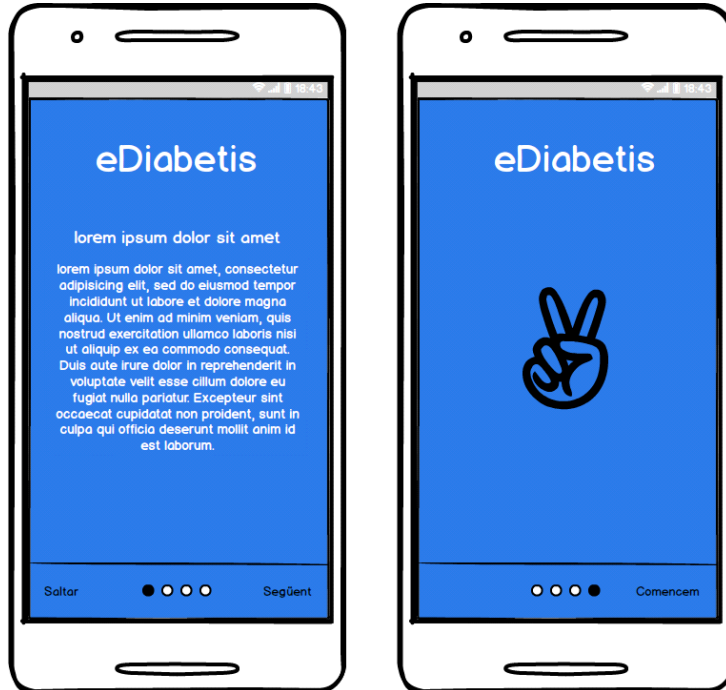 18:43
eDiabetis
lorem ipsum dolor sit amet
lorem ipsum dolor sit amet, consectetur
adipisicing elit, sed do eiusmod tempor
incididunt ut labore et dolore magna
aliqua. Ut enim ad minim veniam, quis
nostrud exercitation ullamco laboris nisi
ut aliquip ex ea commodo consequat.
Duis aute irure dolor in reprehenderit in
voluptate velit esse cillum dolore eu
fugiat nulla pariatur. Excepteur sint
occaecat cupidatat non proident, sunt in
culpa qui officia deserunt mollit anim id
est laborum.
Saltar
Següent
18:43
eDiabetis
Comencem